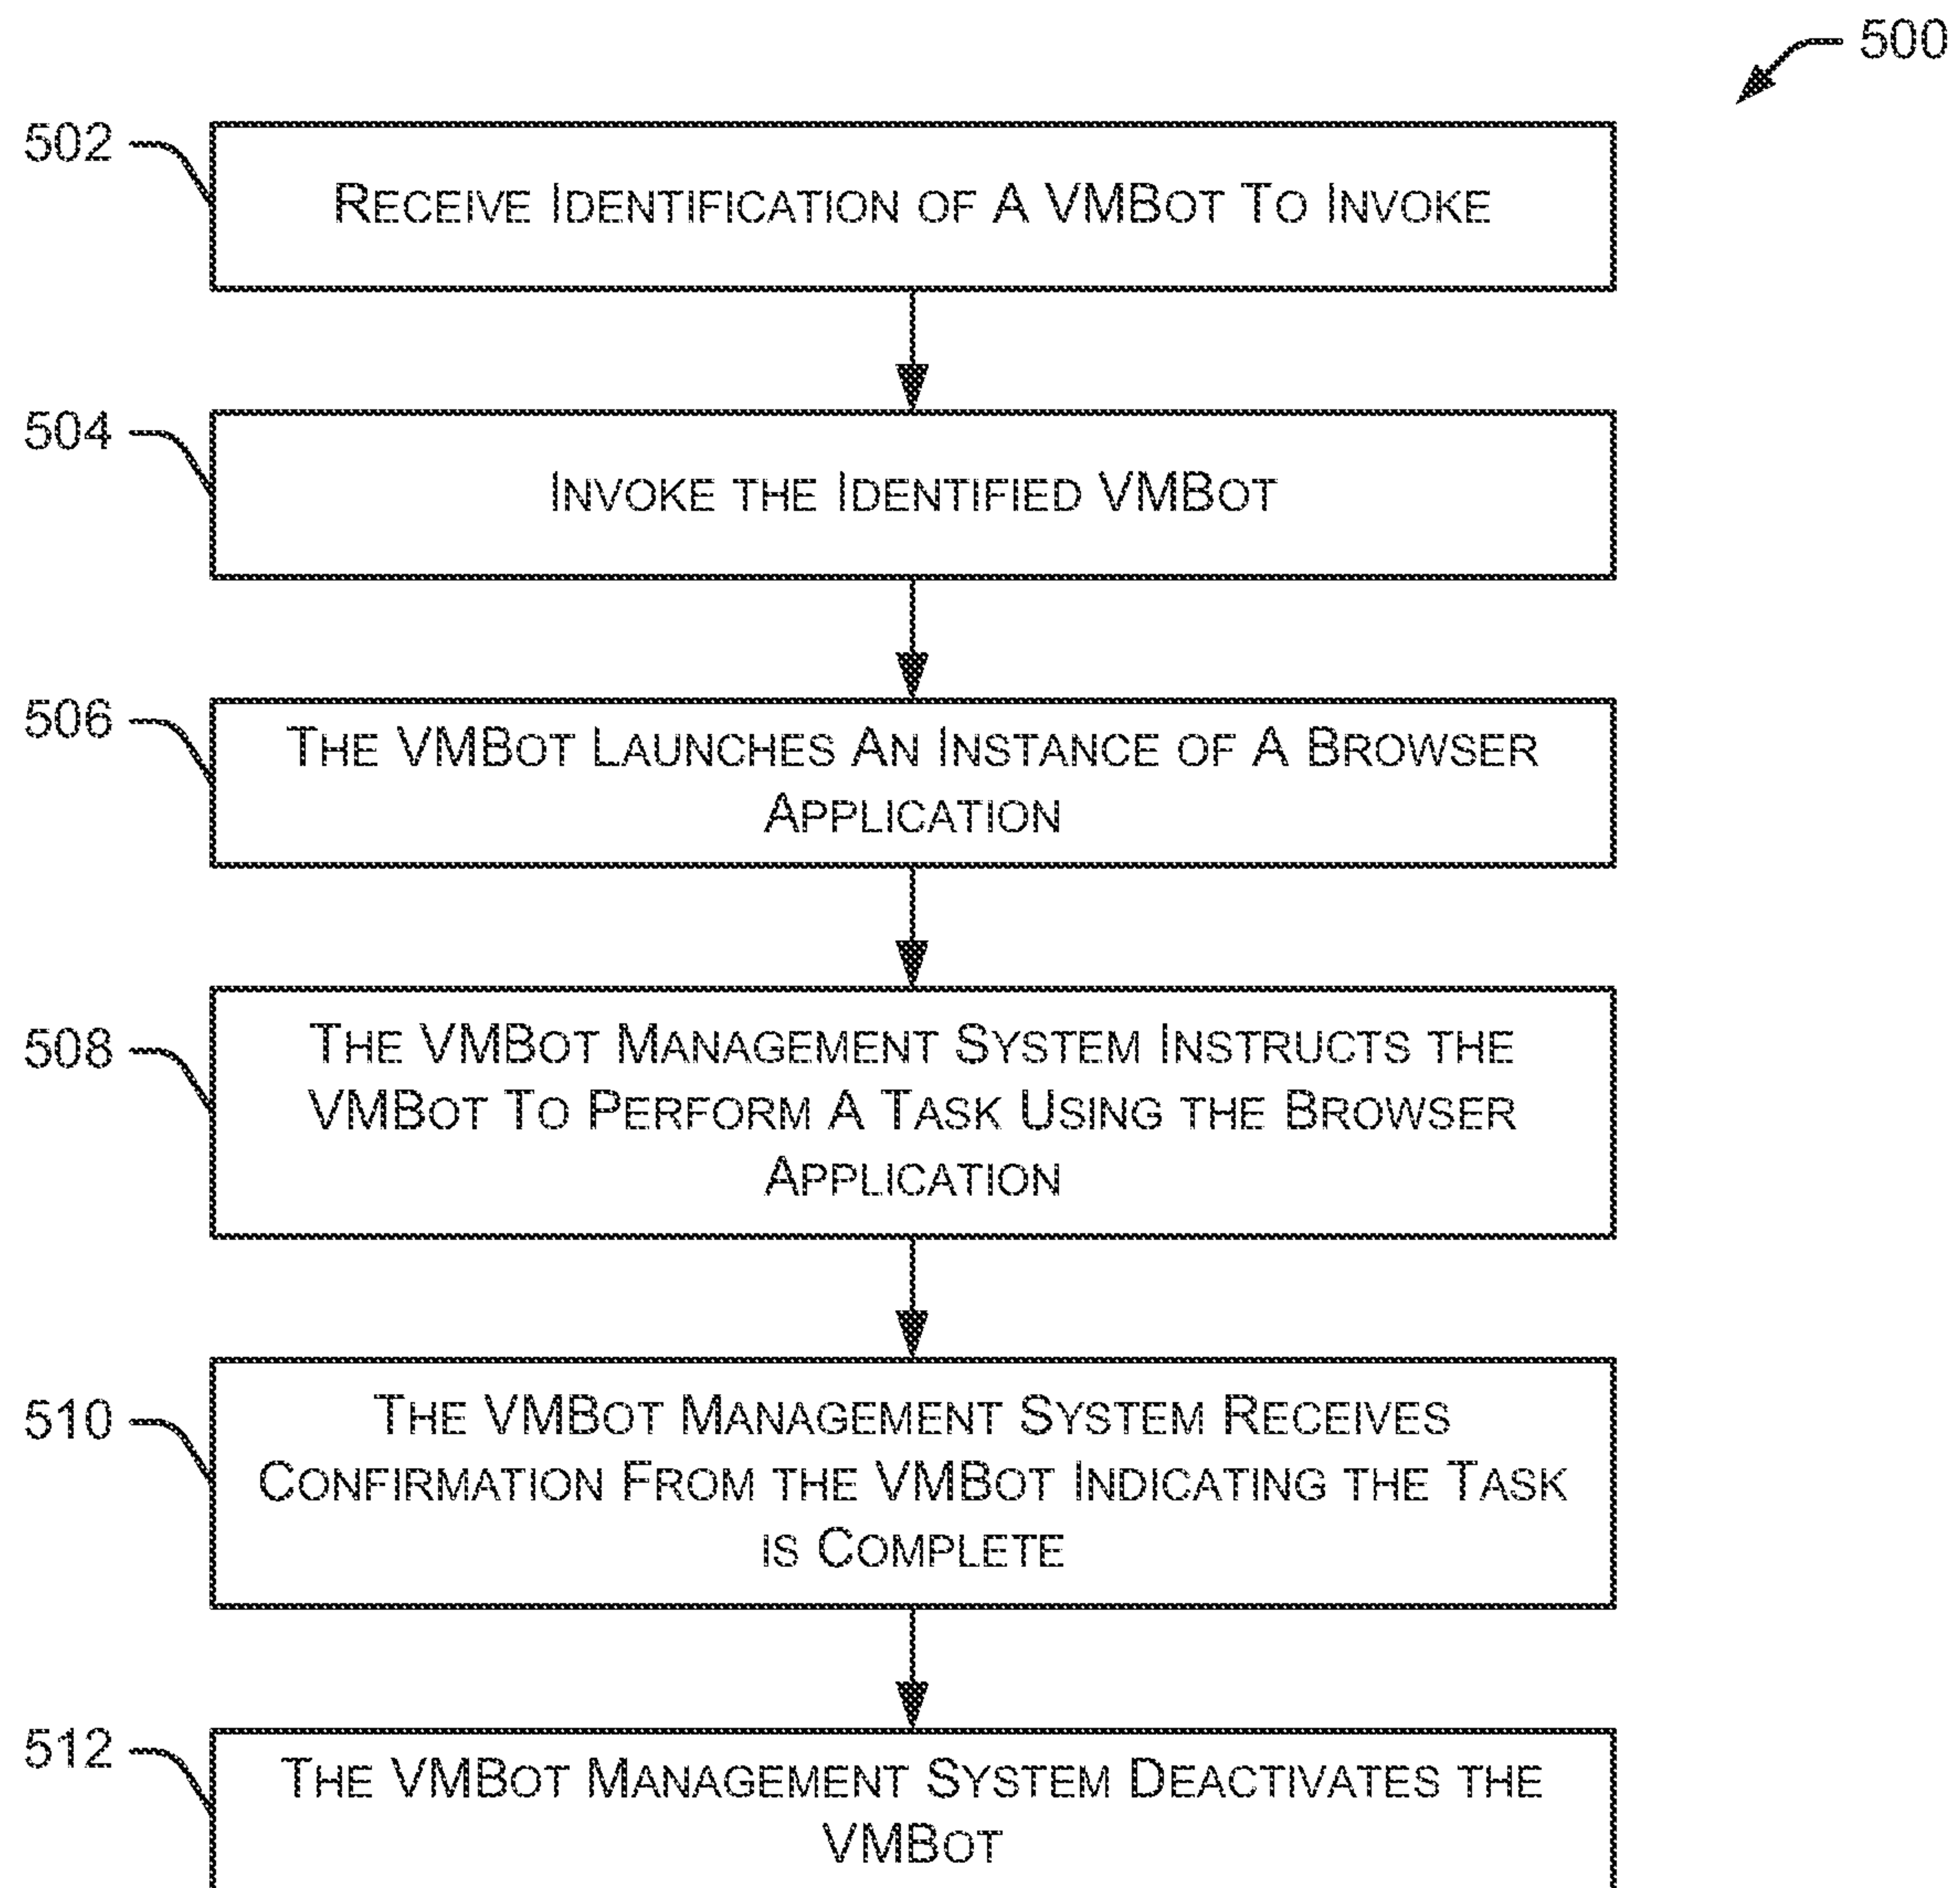 500
502
RECEIVE IDENTIFICATION OF A VMBOT TO INVOKE
504
INVOKE THE IDENTIFIED VMBOT
506
THE VMBOT LAUNCHES AN INSTANCE OF A BROWSER
APPLICATION
508
THE VMBOT MANAGEMENT SYSTEM INSTRUCTS THE
VMBOT TO PERFORM A TASK USING THE BROWSER
APPLICATION
510
THE VMBOT MANAGEMENT SYSTEM RECEIVES
CONFIRMATION FROM THE VMBOT INDICATING THE TASK
IS COMPLETE
512
THE VMBOT MANAGEMENT SYSTEM DEACTIVATES THE
VMBOT